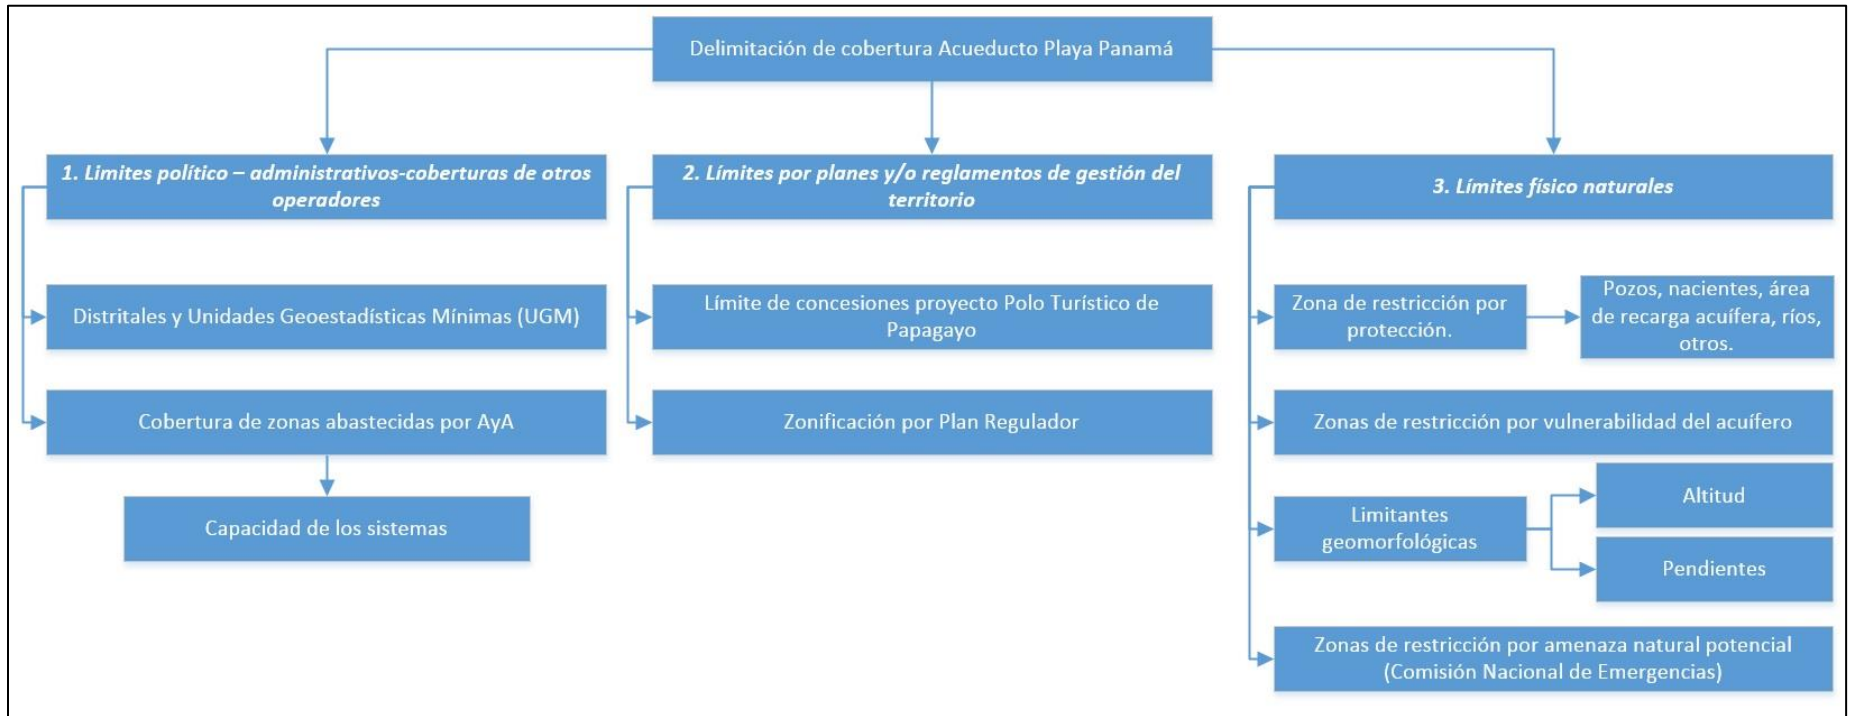 Delimitación de cobertura Acueducto Playa Panamá
1. Limites político – administrativos-coberturas de otros
operadores
Distritales y Unidades Geoestadísticas Mínimas (UGM)
Cobertura de zonas abastecidas por AyA
Capacidad de los sistemas
2. Límites por planes y/o reglamentos de gestión del
territorio
Límite de concesiones proyecto Polo Turístico de
Papagayo
Zonificación por Plan Regulador
3. Límites físico naturales
Zona de restricción por
protección.
Pozos, nacientes, área
de recarga acuífera, ríos,
otros.
Zonas de restricción por vulnerabilidad del acuífero
Limitantes
geomorfológicas
Altitud
Pendientes
Zonas de restricción por amenaza natural potencial
(Comisión Nacional de Emergencias)